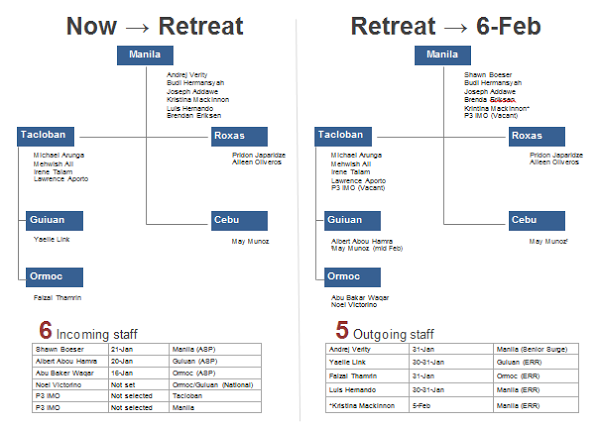 Now → Retreat
Manila
Andrej Verity
Budi Hermansyah
Joseph Addawe
Kristina Mackinnon
Luis Hernando
Brendan Eriksen
Tacloban
Roxas
Michael Arunga
Mehwish Ali
Irene Talam
Lawrence Aporto
Pridon Japaridze
Aileen Oliveros
Guiuan
Cebu
Yaelle Link
May Munoz
Ormoc
Faizal Thamrin
6 Incoming staff
Shawn Boeser 21-Jan Manila (ASP)
Albert Abou Hamra 20-Jan Guiuan (ASP)
Abu Baker Waqar 16-Jan Ormoc (ASP)
Noel Victorino Not set Ormoc/Guiuan (National)
P3 IMO Not selected Tacloban
P3 IMO Not selected Manila
Retreat → 6-Feb
Manila
Shawn Boeser
Budi Hermansyah
Joseph Addawe
Brenda Eriksen,
Krintina Mackinnon*
P3 IMO (Vacant)
Tacloban
Roxas
Michael Arunga
Mehwish Ali
Irene Talam
Lawrence Aporto
P3 IMO (Vacant)
Pridon Japaridze
Aileen Oliveros
Guiuan
Cebu
Albert Abou Hamra
'May Munoz (mid Feb)
May Munoz'
Ormoc
Abu Bakar Waqar
Noel Victorino
5 Outgoing staff
Andrej Verity 31-Jan Manila (Senior Surge)
Yaelle Link 30-31-Jan Guiuan (ERR)
Faizal Thamrin 31-Jan Ormoc (ERR)
Luis Hernando 30-31-Jan Manila (ERR)
*Kristina Mackinnon 5-Feb Manila (ERR)